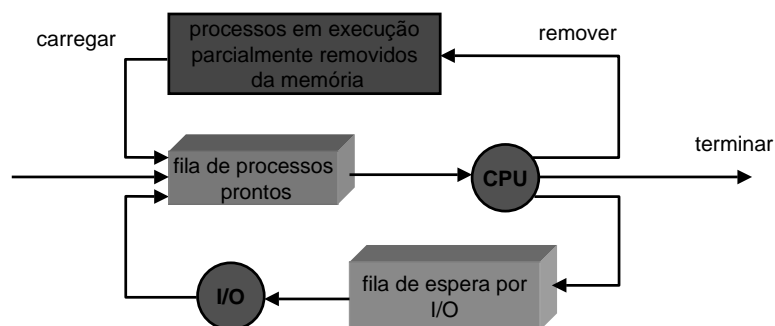 carregar
processos em execução
parcialmente removidos
da memória
remover
terminar
fila de processos
prontos
CPU
fila de espera por
I/O
I/O